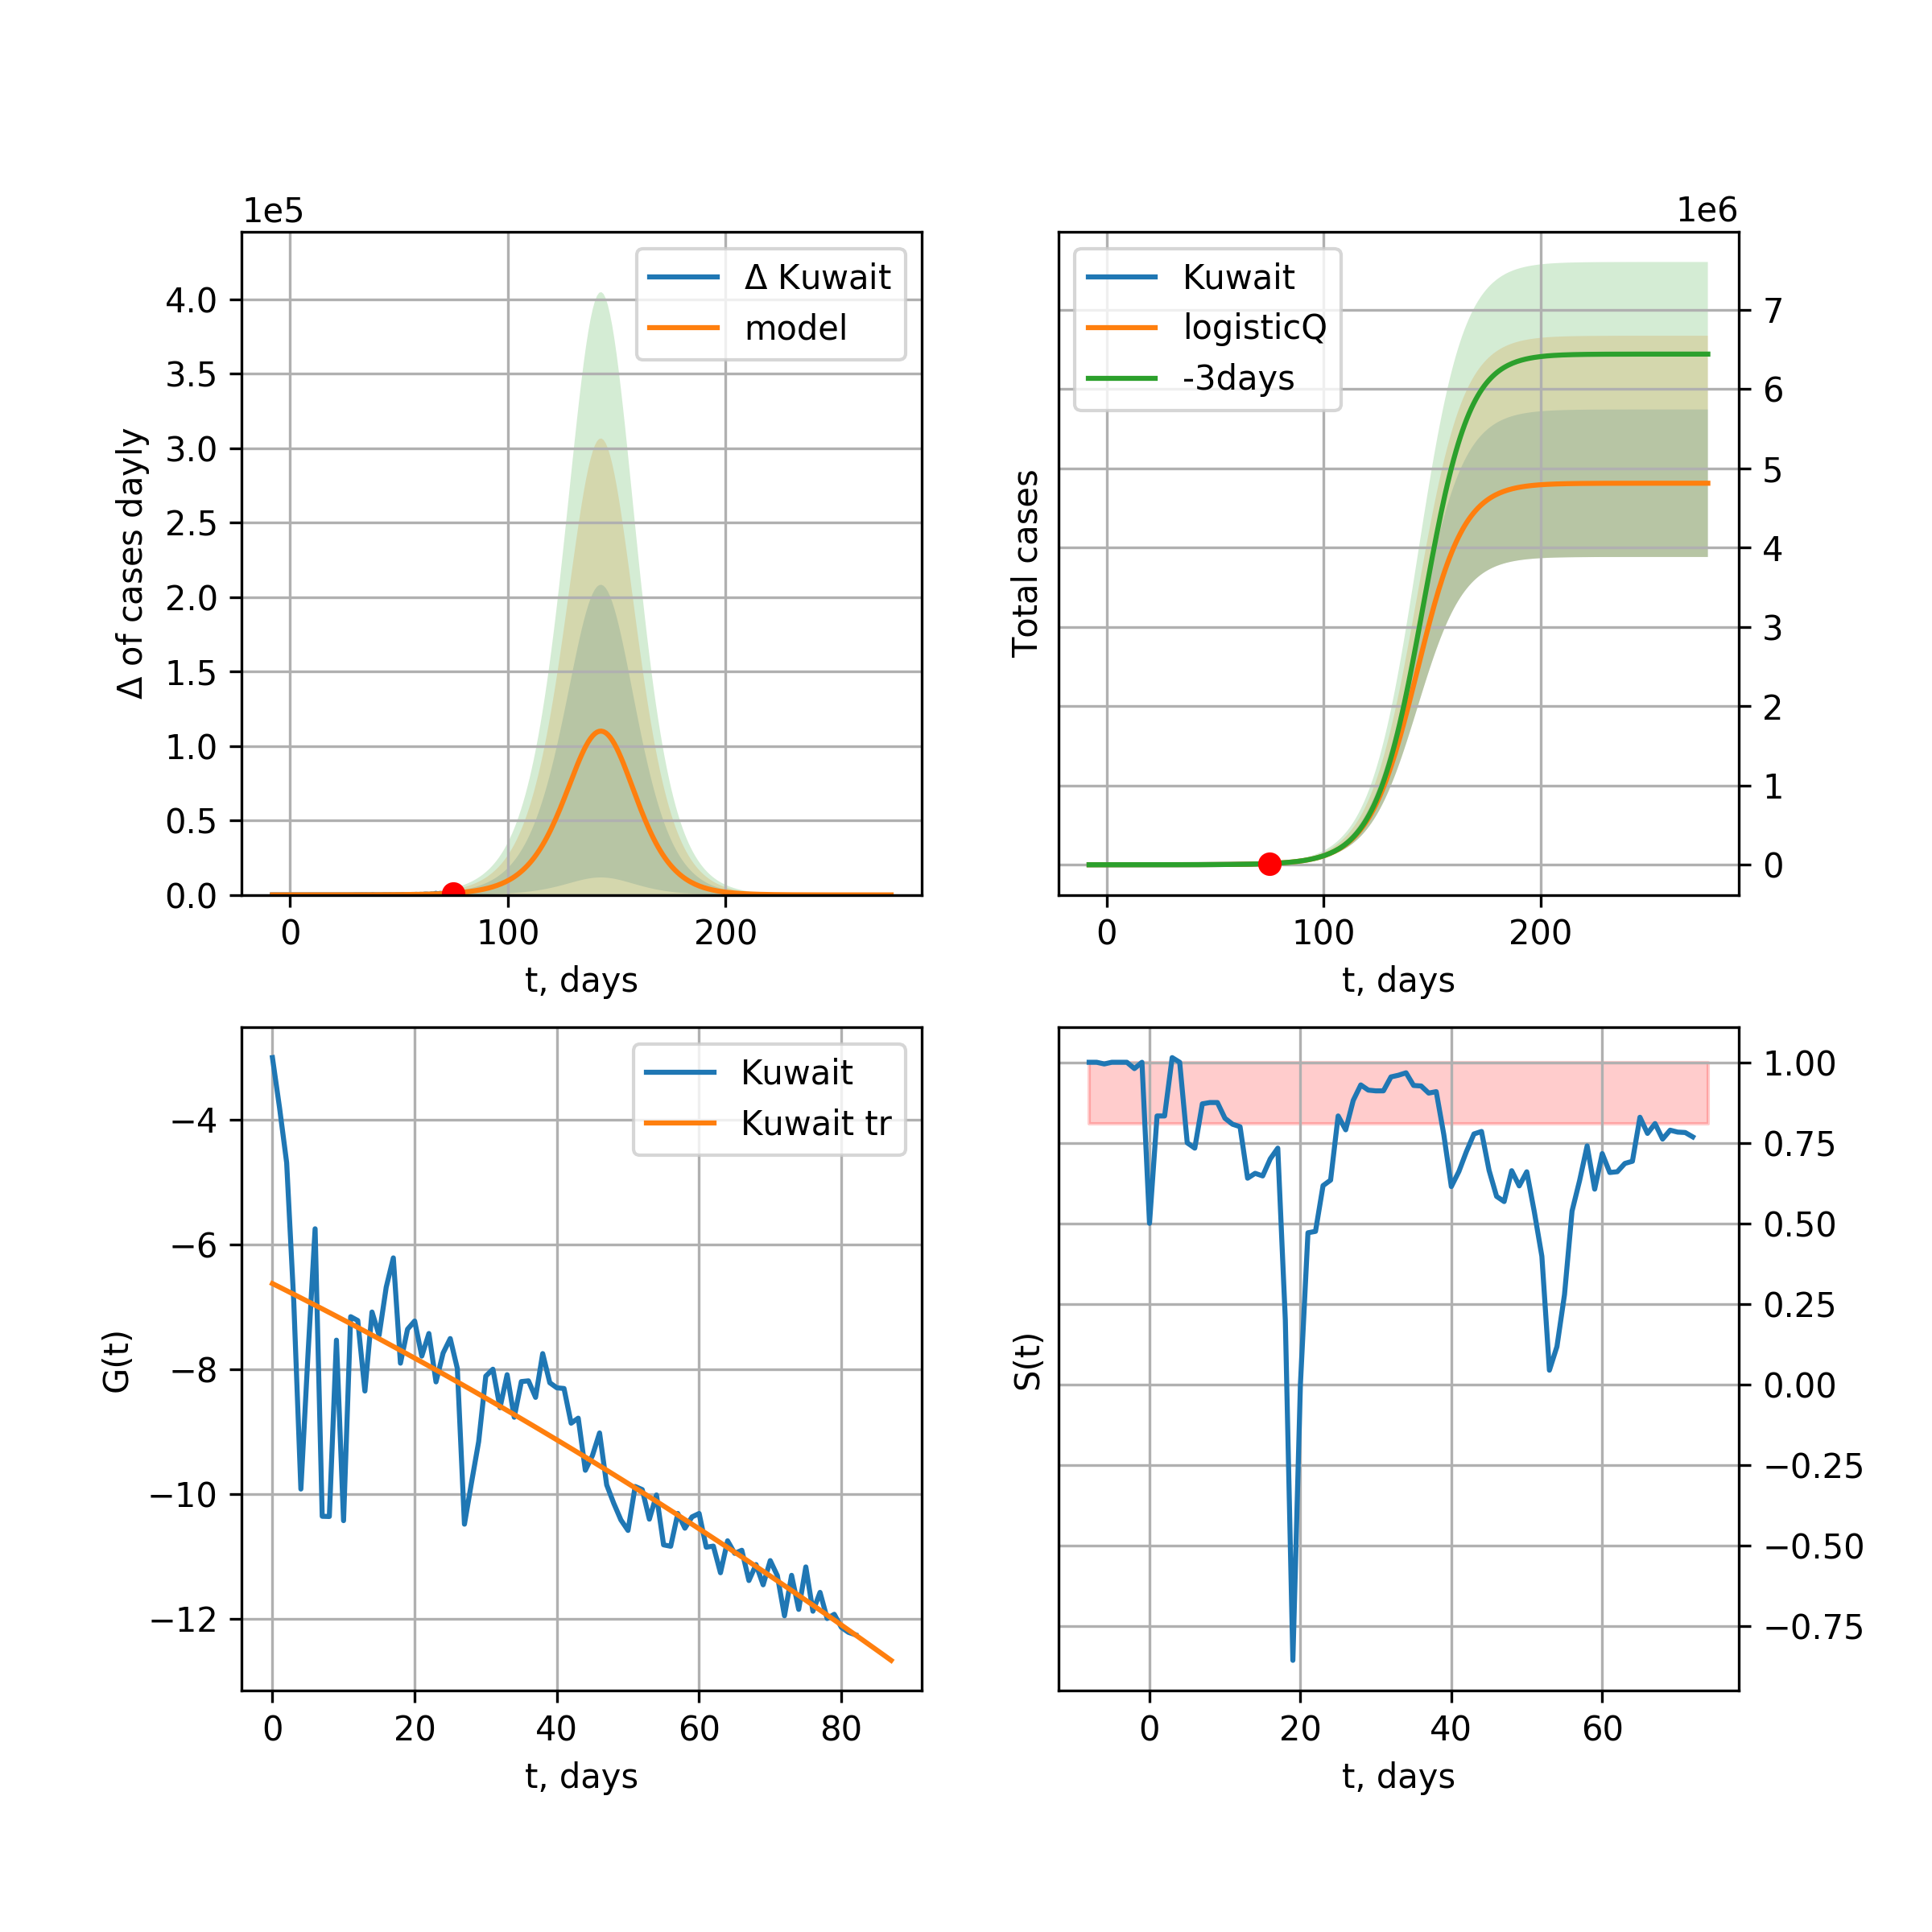 1e5
Δ of cases dayly
4.0
3.5
3.0
2.5
2.0
1.5
1.0
0.5
0.0
Δ Kuwait
model
0 100 200
t, days
1e6
Total cases
Kuwait
logisticQ
-3days
7
6
5
4
3
2
1
0
0 100 200
t, days
G(t)
−4
−6
−8
−10
−12
Kuwait
Kuwait tr
0 20 40 60 80
t, days
S(t)
1.00
0.75
0.50
0.25
0.00
−0.25
−0.50
−0.75
0 20 40 60
t, days